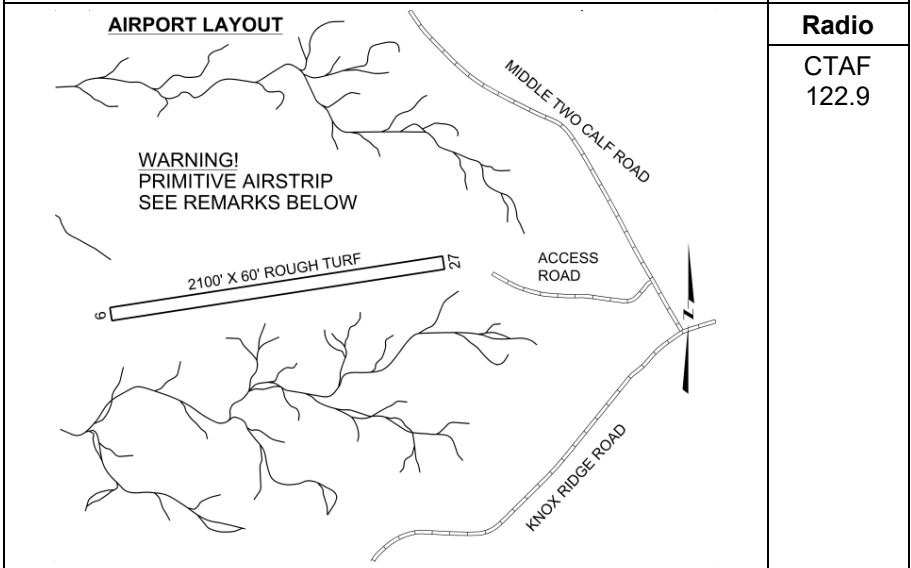 AIRPORT LAYOUT
Radio
CTAF
122.9
MIDDLE TWO CALF ROAD
WARNING!
PRIMITIVE AIRSTRIP
SEE REMARKS BELOW
2100' X 60' ROUGH TURF
9
27
ACCESS
ROAD
N
KNOX RIDGE ROAD